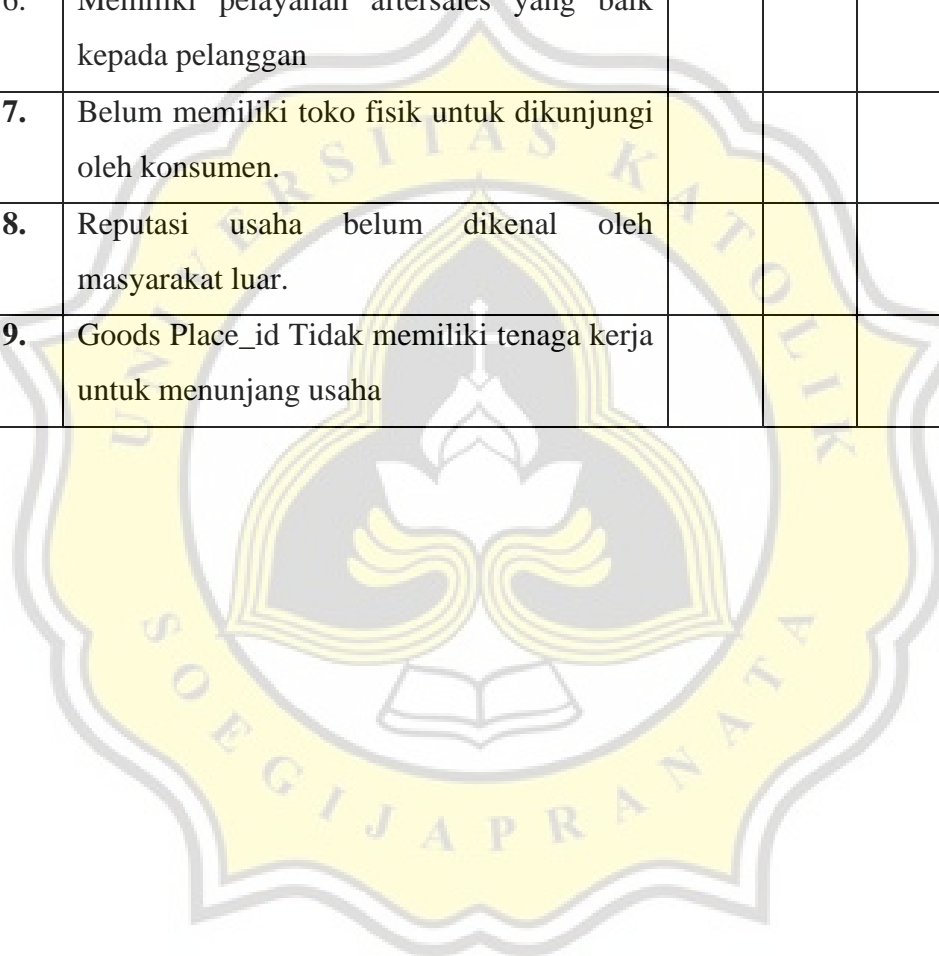 6. Memiliki pelayanan aftersales yang baik
kepada pelanggan
7. Belum memiliki toko fisik untuk dikunjungi
oleh konsumen.
8. Reputasi usaha belum dikenal oleh
masyarakat luar.
9. Goods Place_id Tidak memiliki tenaga kerja
untuk menunjang usaha
UNIVERSITAS KATOLIK
SOEGIJAPRANATA